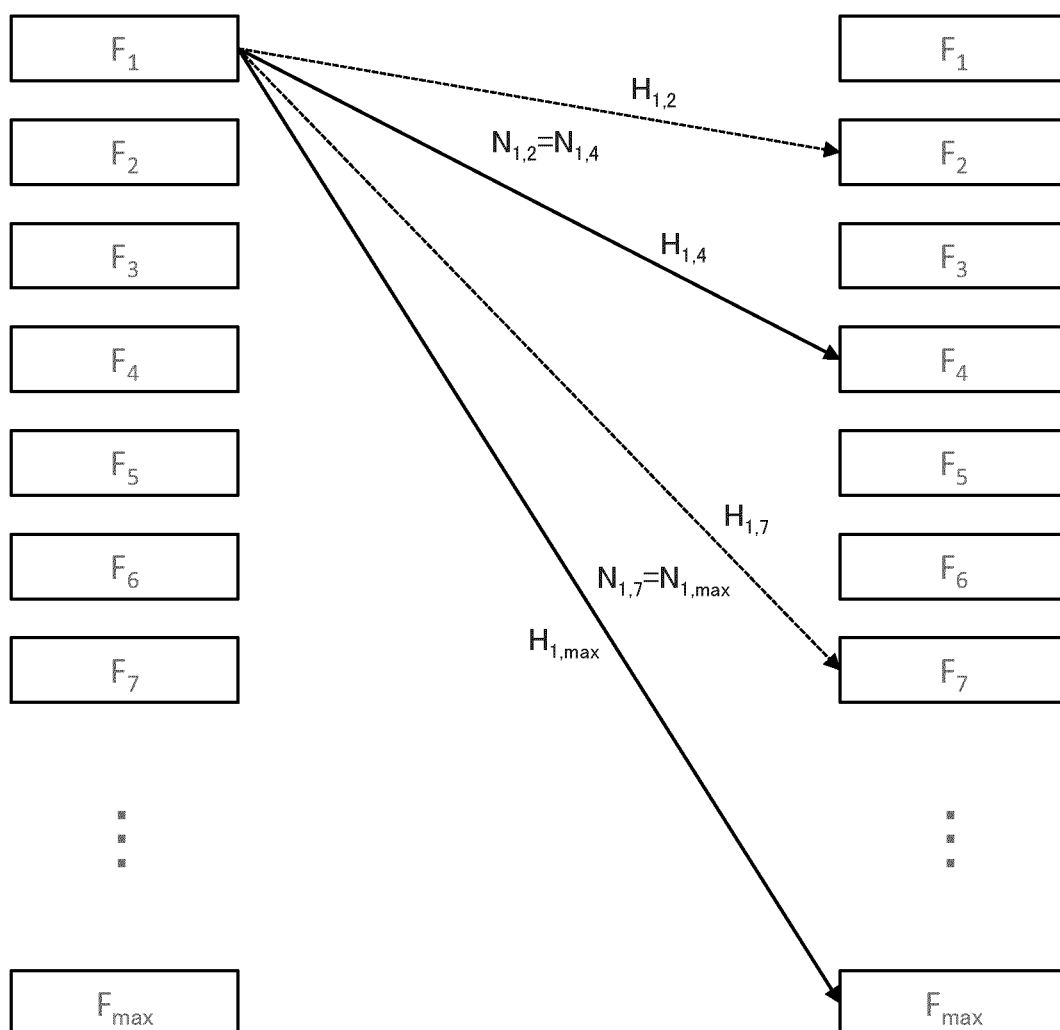 F1
F1
H1,2
F2
N1,2=N1,4
F2
F3
H1,4
F3
F4
F4
F5
F5
H1,7
F6
N1,7=N1,max
F6
H1,max
F7
F7
Fmax
Fmax